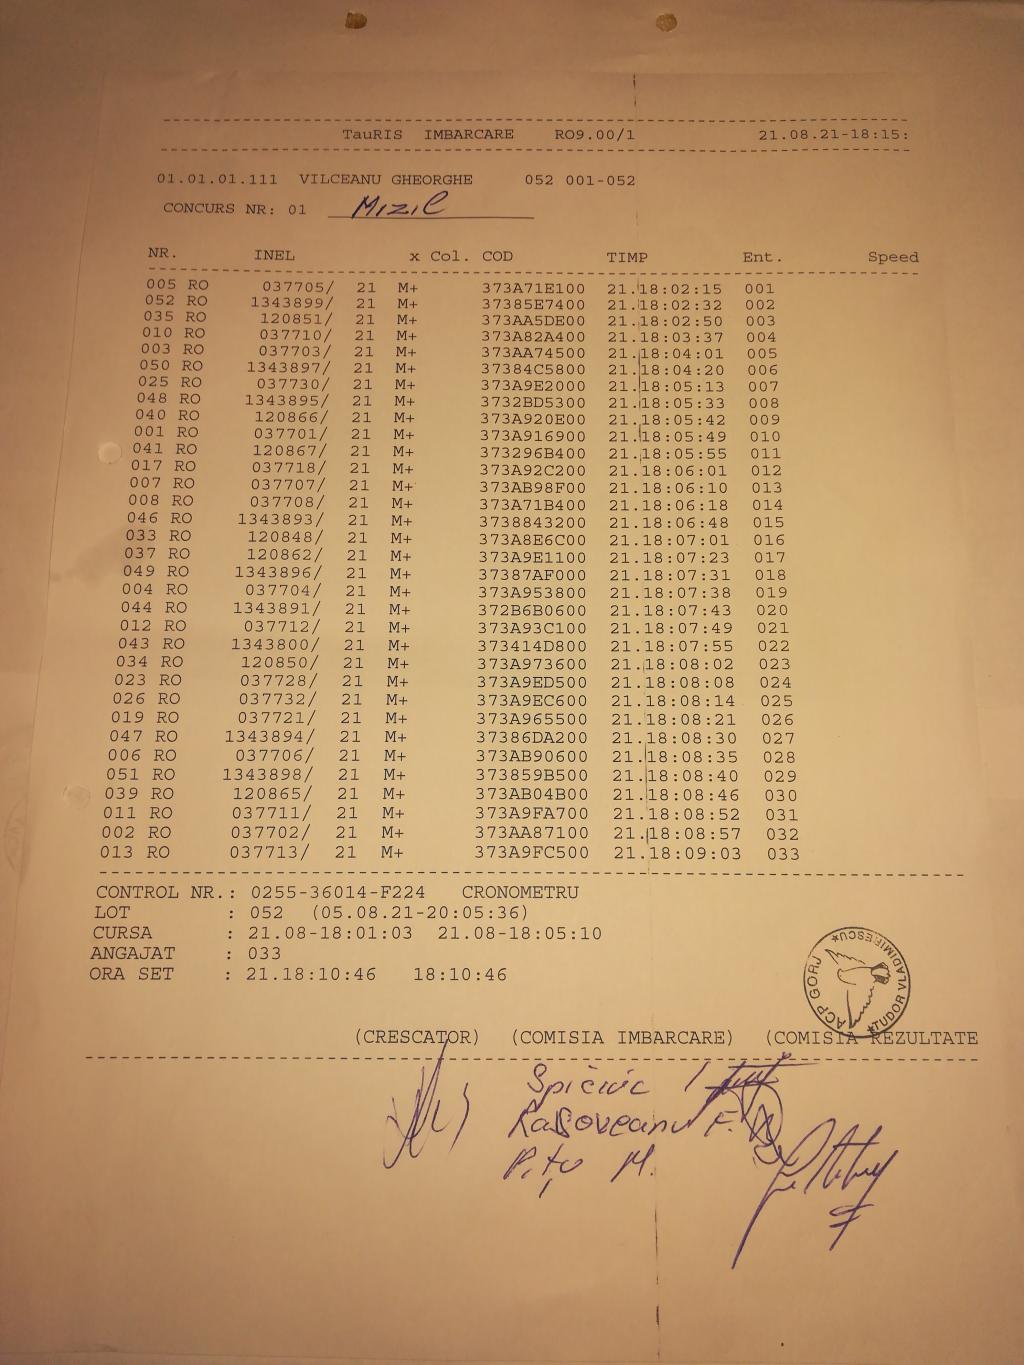 TauRIS IMBARCARE RO9.00/1 21.08.21-18:15:
01.01.01.111 VILCEANU GHEORGHE 052 001-052
CONCURS NR: 01 Mizil
NR. INEL x Col. COD TIMP Ent. Speed
005 RO 037705/ 21 M+ 373A71E100 21.18:02:15 001
052 RO 1343899/ 21 M+ 37385E7400 21.18:02:32 002
035 RO 120851/ 21 M+ 373AA5DE00 21.18:02:50 003
010 RO 037710/ 21 M+ 373A82A400 21.18:03:37 004
003 RO 037703/ 21 M+ 373AA74500 21.18:04:01 005
050 RO 1343897/ 21 M+ 37384C5800 21.18:04:20 006
025 RO 037730/ 21 M+ 373A9E2000 21.18:05:13 007
048 RO 1343895/ 21 M+ 3732BD5300 21.18:05:33 008
040 RO 120866/ 21 M+ 373A920E00 21.18:05:42 009
001 RO 037701/ 21 M+ 373A916900 21.18:05:49 010
041 RO 120867/ 21 M+ 373296B400 21.18:05:55 011
017 RO 037718/ 21 M+ 373A92C200 21.18:06:01 012
007 RO 037707/ 21 M+ 373AB98F00 21.18:06:10 013
008 RO 037708/ 21 M+ 373A71B400 21.18:06:18 014
046 RO 1343893/ 21 M+ 3738843200 21.18:06:48 015
033 RO 120848/ 21 M+ 373A8E6C00 21.18:07:01 016
037 RO 120862/ 21 M+ 373A9E1100 21.18:07:23 017
049 RO 1343896/ 21 M+ 37387AF000 21.18:07:31 018
004 RO 037704/ 21 M+ 373A953800 21.18:07:38 019
044 RO 1343891/ 21 M+ 372B6B0600 21.18:07:43 020
012 RO 037712/ 21 M+ 373A93C100 21.18:07:49 021
043 RO 1343800/ 21 M+ 373414D800 21.18:07:55 022
034 RO 120850/ 21 M+ 373A973600 21.18:08:02 023
023 RO 037728/ 21 M+ 373A9ED500 21.18:08:08 024
026 RO 037732/ 21 M+ 373A9EC600 21.18:08:14 025
019 RO 037721/ 21 M+ 373A965500 21.18:08:21 026
047 RO 1343894/ 21 M+ 37386DA200 21.18:08:30 027
006 RO 037706/ 21 M+ 373AB90600 21.18:08:35 028
051 RO 1343898/ 21 M+ 373859B500 21.18:08:40 029
039 RO 120865/ 21 M+ 373AB04B00 21.18:08:46 030
011 RO 037711/ 21 M+ 373A9FA700 21.18:08:52 031
002 RO 037702/ 21 M+ 373AA87100 21.18:08:57 032
013 RO 037713/ 21 M+ 373A9FC500 21.18:09:03 033
CONTROL NR.: 0255-36014-F224 CRONOMETRU
LOT : 052 (05.08.21-20:05:36)
CURSA : 21.08-18:01:03 21.08-18:05:10
ANGAJAT : 033
ORA SET : 21.18:10:46 18:10:46
ACP GORJ *TUDOR VLADIMIRESCU*
(CRESCATOR) (COMISIA IMBARCARE) (COMISIA REZULTATE
Rasoveanu F.
M.